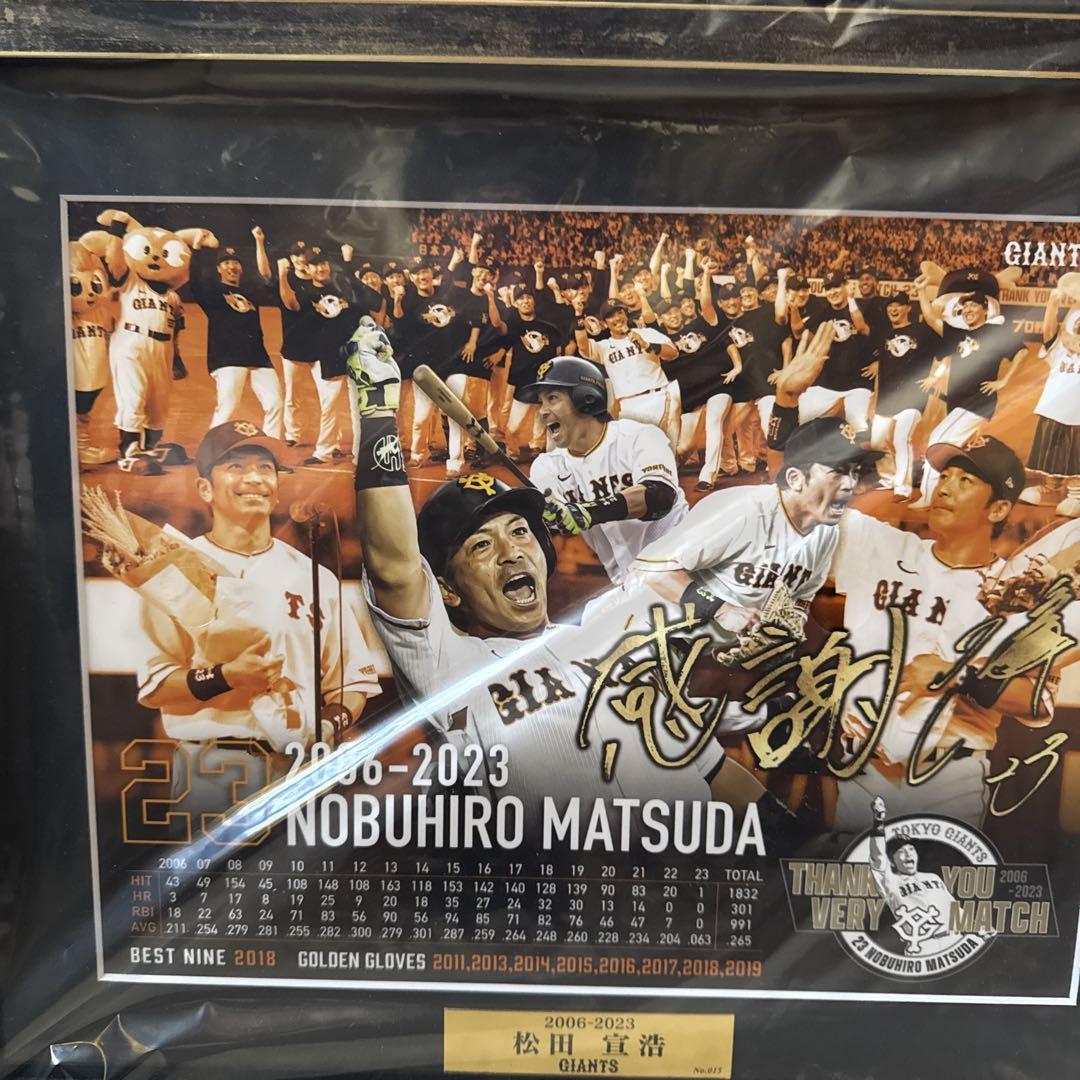 GIANT
GIANTS
GIANTS
GIAN
GIANTS
GIAN
感謝
23
2006-2023
NOBUHIRO MATSUDA
2006 07 08 09 10 11 12 13 14 15 16 17 18 19 20 21 22 23 TOTAL
HIT 43 49 154 45 108 148 108 163 118 153 142 140 128 139 90 83 20 1 1832
HR 3 7 17 8 19 25 9 20 18 35 27 24 32 30 13 14 0 0 301
RBI 18 22 63 24 71 83 56 90 56 94 85 71 82 76 46 47 7 0 991
AVG .211 .254 .279 .281 .255 .282 .300 .279 .301 .287 .259 .264 .248 .260 .228 .234 .204 .063 .265
BEST NINE 2018 GOLDEN GLOVES 2011,2013,2014,2015,2016,2017,2018,2019
TOKYO GIANTS
THANK YOU 2006
VERY MATCH -2023
23 NOBUHIRO MATSUDA
2006-2023
松田 宣浩
GIANTS
No.015